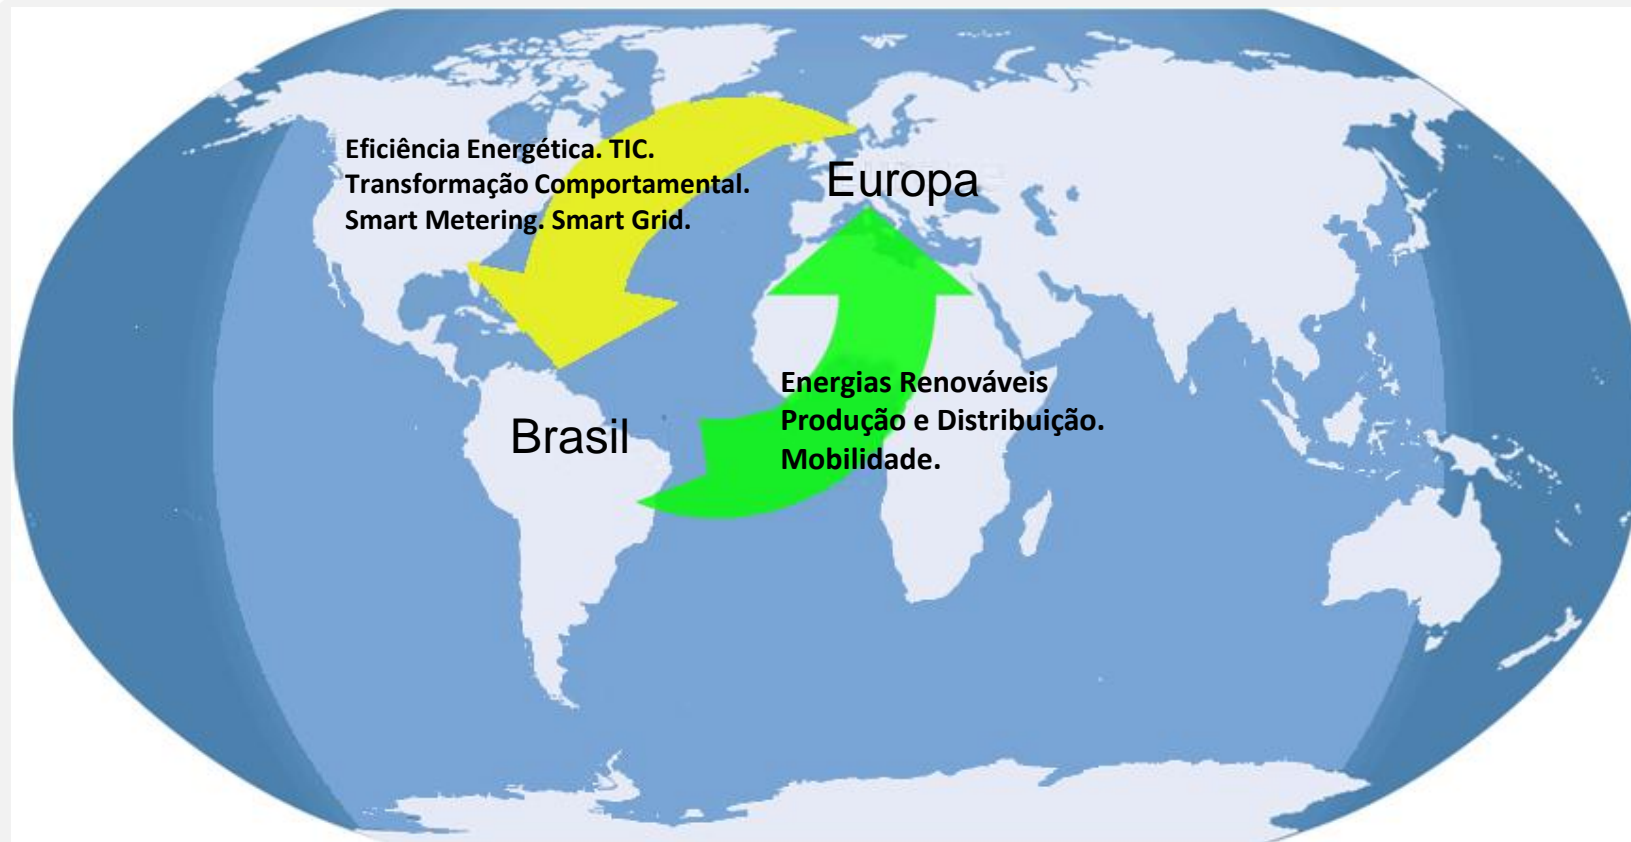 Eficiência Energética. TIC.
Transformação Comportamental.
Smart Metering. Smart Grid.
Europa
Energias Renováveis
Produção e Distribuição.
Mobilidade.
Brasil